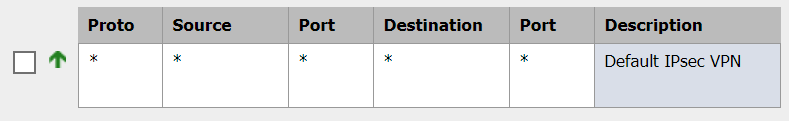 Proto Source Port Destination Port Description
* * * * * Default IPsec VPN